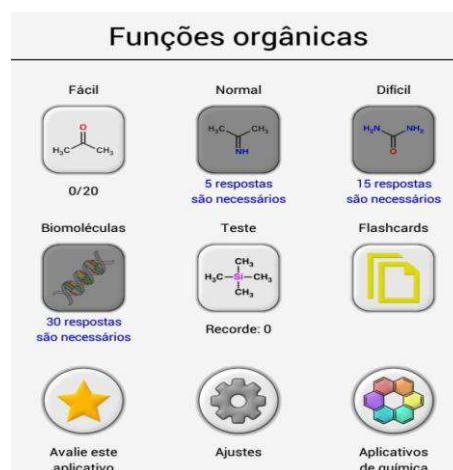 Funções orgânicas
Fácil
Normal
Difícil
O
H₃C
CH₃
H₃C
CH₃
NH
H₂N
NH₂
O
0/20
5 respostas
são necessários
15 respostas
são necessários
Biomoléculas
Teste
Flashcards
CH₃
H₃C–Si–CH₃
CH₃
30 respostas
são necessários
Recorde: 0
Avalie este
aplicativo
Ajustes
Aplicativos
de química